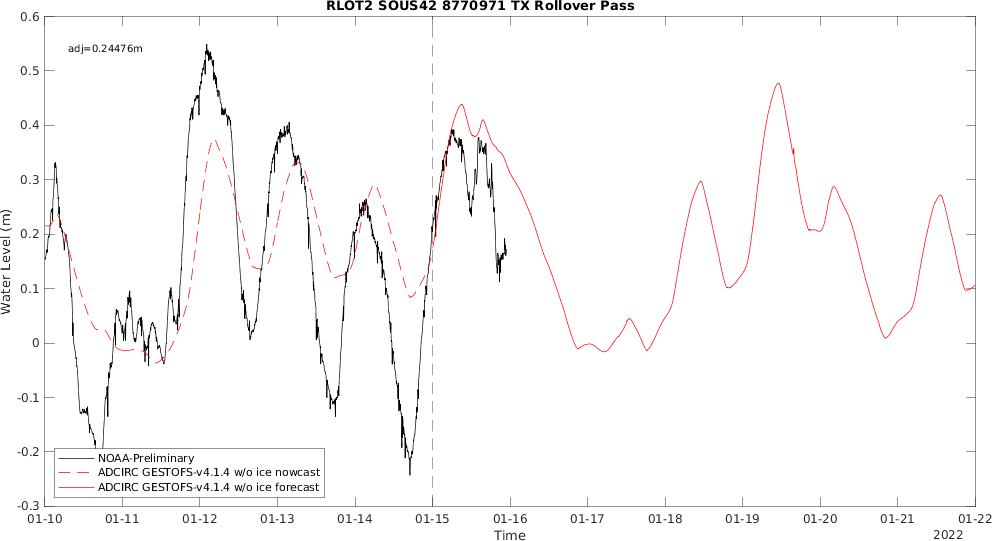 RLOT2 SOUS42 8770971 TX Rollover Pass
adj=0.24476m
0.6
0.5
0.4
0.3
0.2
0.1
0
-0.1
-0.2
-0.3
Water Level (m)
NOAA-Preliminary
ADCIRC GESTOFS-v4.1.4 w/o ice nowcast
ADCIRC GESTOFS-v4.1.4 w/o ice forecast
01-10 01-11 01-12 01-13 01-14 01-15 01-16 01-17 01-18 01-19 01-20 01-21 01-22
Time
2022